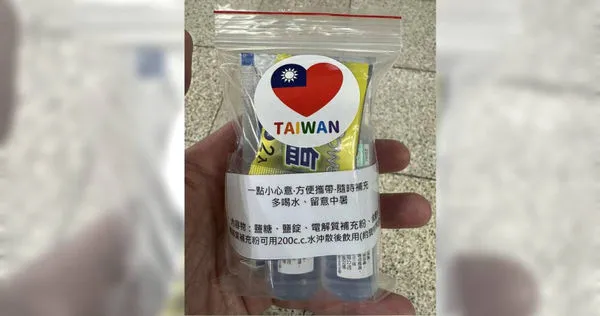 TAIWAN
鹽
一點小心意·方便攜帶·隨時補充
多喝水、留意中暑
內容物：鹽糖、鹽錠、電解質補充粉、
質補充粉可用200c.c.水沖散後飲用